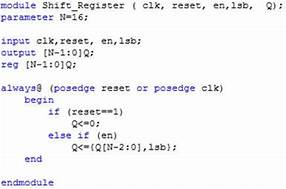 module Shift_Register ( clk, reset, en,lsb,  Q);
parameter N=16;

input clk,reset, en,lsb;
output [N-1:0]Q;
reg [N-1:0]Q;

always@ (posedge reset or posedge clk)
    begin
        if (reset==1)
            Q<=0;
        else if (en)
            Q<={Q[N-2:0],lsb};
    end

endmodule